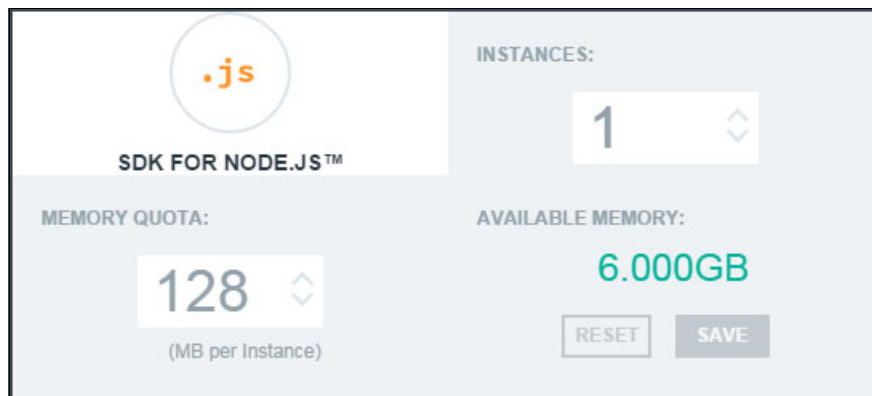 .js
SDK FOR NODE.JS™
INSTANCES:
1
MEMORY QUOTA:
128
(MB per Instance)
AVAILABLE MEMORY:
6.000GB
RESET
SAVE